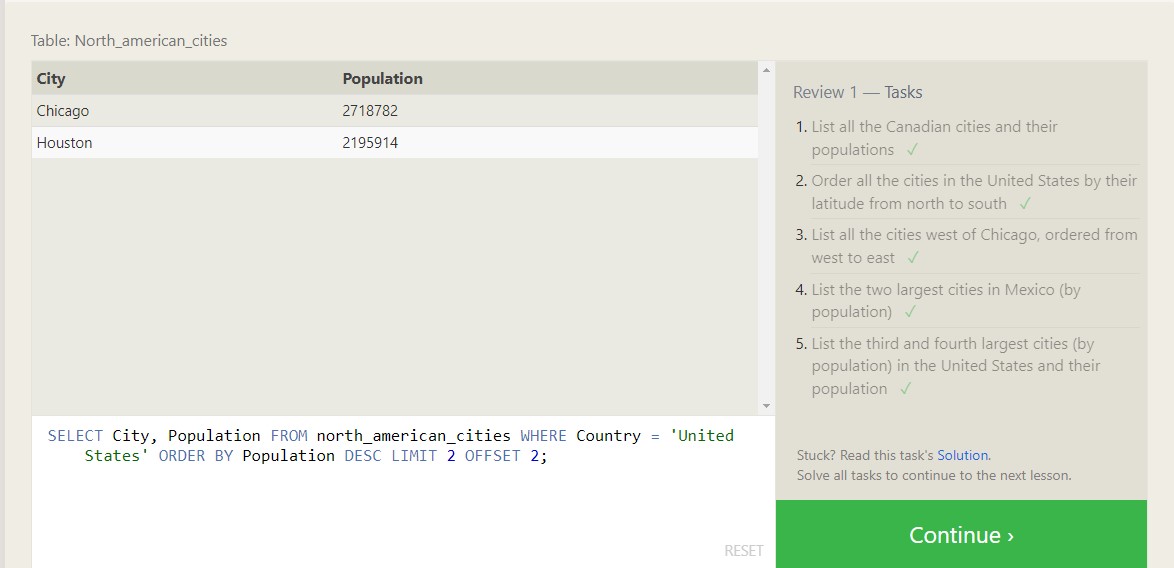 Table: North_american_cities
City Population
Chicago 2718782
Houston 2195914
SELECT City, Population FROM north_american_cities WHERE Country = 'United
States' ORDER BY Population DESC LIMIT 2 OFFSET 2;
RESET
Review 1 — Tasks
1. List all the Canadian cities and their
populations ✓
2. Order all the cities in the United States by their
latitude from north to south ✓
3. List all the cities west of Chicago, ordered from
west to east ✓
4. List the two largest cities in Mexico (by
population) ✓
5. List the third and fourth largest cities (by
population) in the United States and their
population ✓
Stuck? Read this task's Solution.
Solve all tasks to continue to the next lesson.
Continue ›